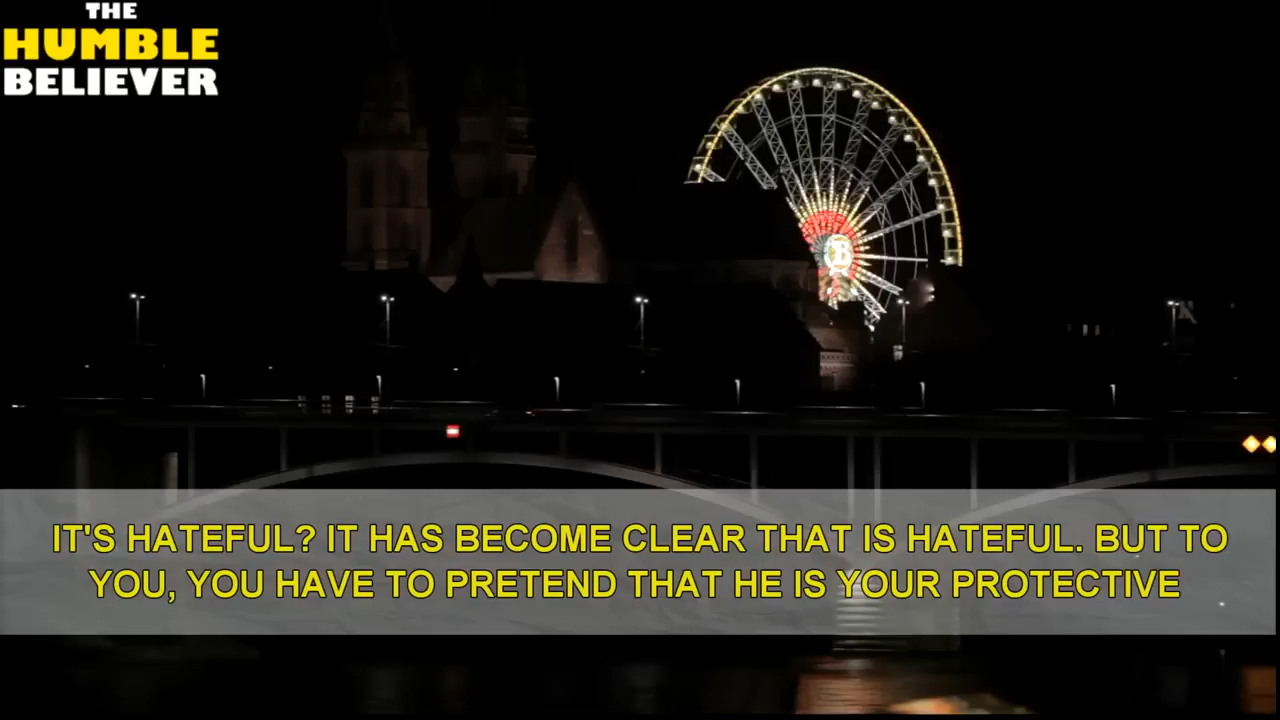 THE
HUMBLE
BELIEVER
B
IT'S HATEFUL? IT HAS BECOME CLEAR THAT IS HATEFUL. BUT TO
YOU, YOU HAVE TO PRETEND THAT HE IS YOUR PROTECTIVE